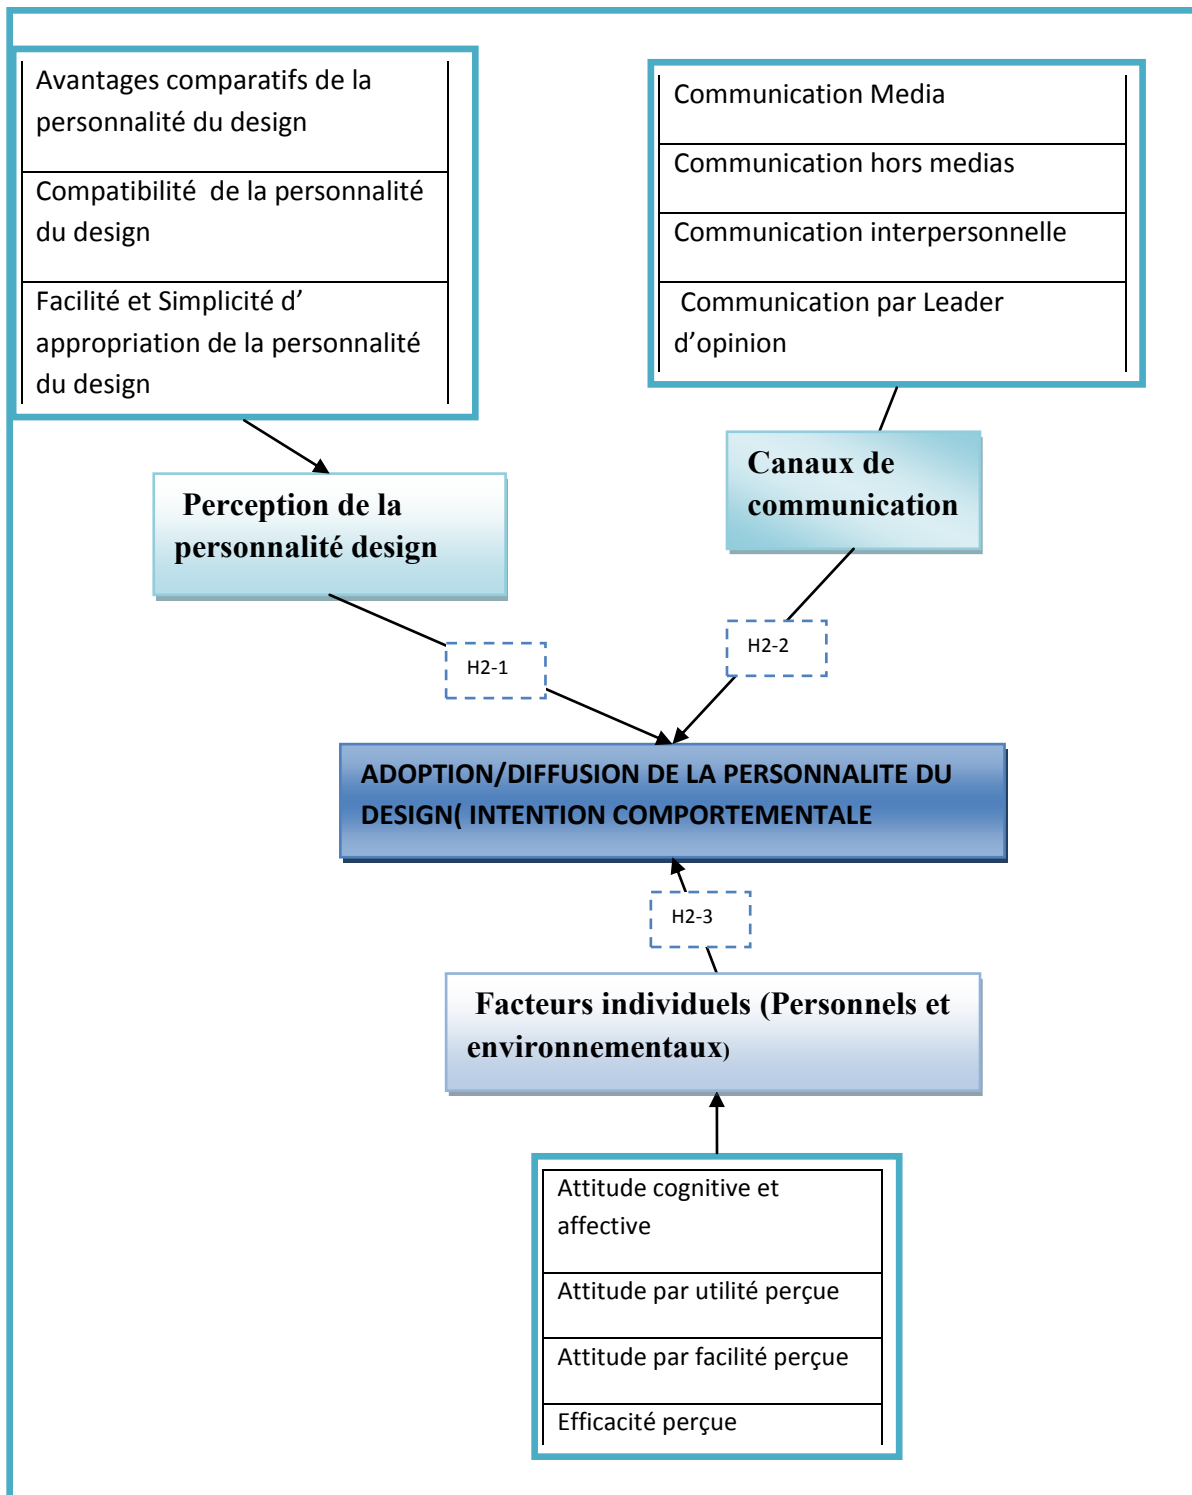 Avantages comparatifs de la
personnalité du design
Compatibilité de la personnalité
du design
Facilité et Simplicité d’
appropriation de la personnalité
du design
Communication Media
Communication hors medias
Communication interpersonnelle
Communication par Leader
d’opinion
Perception de la
personnalité design
Canaux de
communication
H2-1
H2-2
ADOPTION/DIFFUSION DE LA PERSONNALITE DU
DESIGN( INTENTION COMPORTEMENTALE
H2-3
Facteurs individuels (Personnels et
environnementaux)
Attitude cognitive et
affective
Attitude par utilité perçue
Attitude par facilité perçue
Efficacité perçue